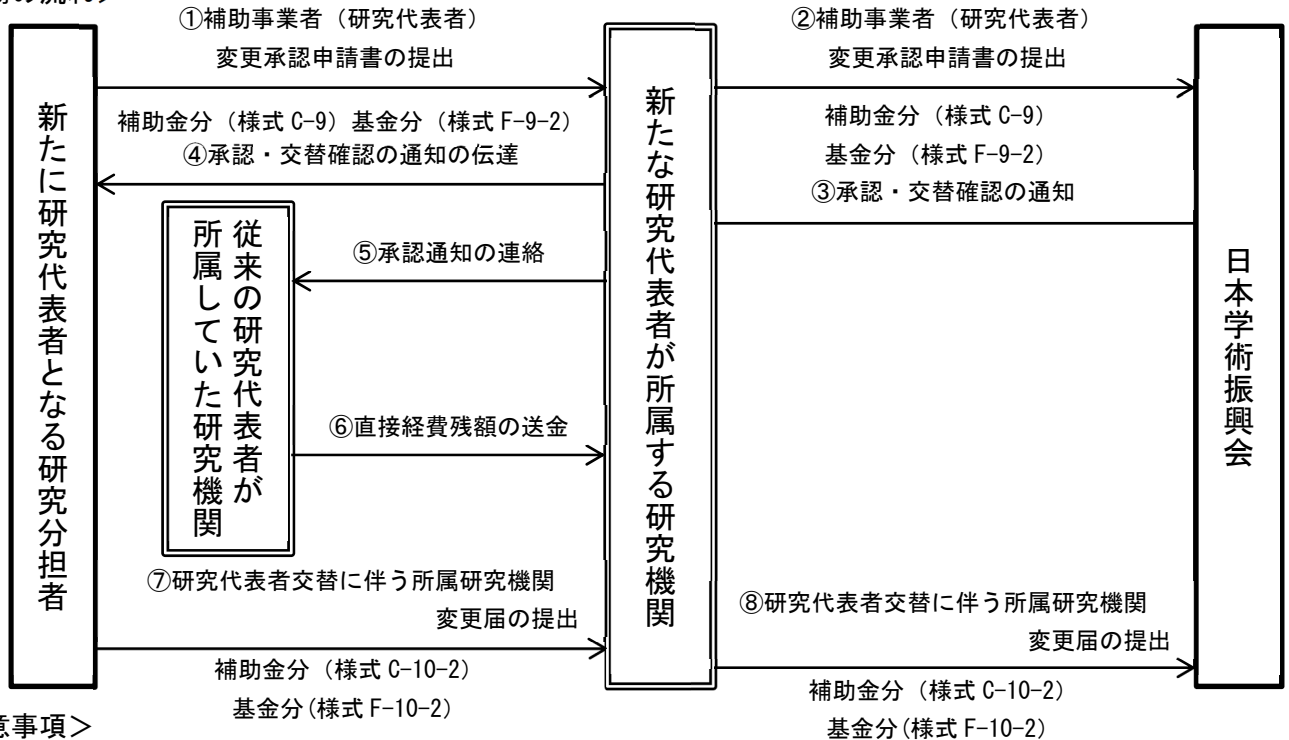 ①補助事業者（研究代表者）
変更承認申請書の提出
②補助事業者（研究代表者）
変更承認申請書の提出
新たに研究代表者となる研究分担者
新たな研究代表者が所属する研究機関
日本学術振興会
補助金分（様式 C-9）基金分（様式 F-9-2）
補助金分（様式 C-9）
基金分（様式 F-9-2）
④承認・交替確認の通知の伝達
③承認・交替確認の通知
従来の研究代表者が
所属していた研究機関
⑤承認通知の連絡
⑥直接経費残額の送金
⑦研究代表者交替に伴う所属研究機関
変更届の提出
補助金分（様式 C-10-2）
基金分(様式 F-10-2)
⑧研究代表者交替に伴う所属研究機関
変更届の提出
補助金分（様式 C-10-2）
基金分(様式 F-10-2)
意事項＞